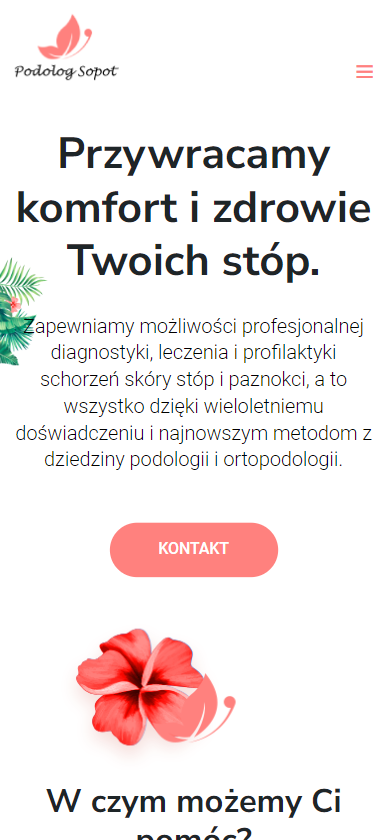 Podolog Sopot
Przywracamy
komfort i zdrowie
Twoich stóp.
Zapewniamy możliwości profesjonalnej
diagnostyki, leczenia i profilaktyki
schorzeń skóry stóp i paznokci, a to
wszystko dzięki wieloletniemu
doświadczeniu i najnowszym metodom z
dziedziny podologii i ortopodologii.
KONTAKT
W czym możemy Ci
pomóc?